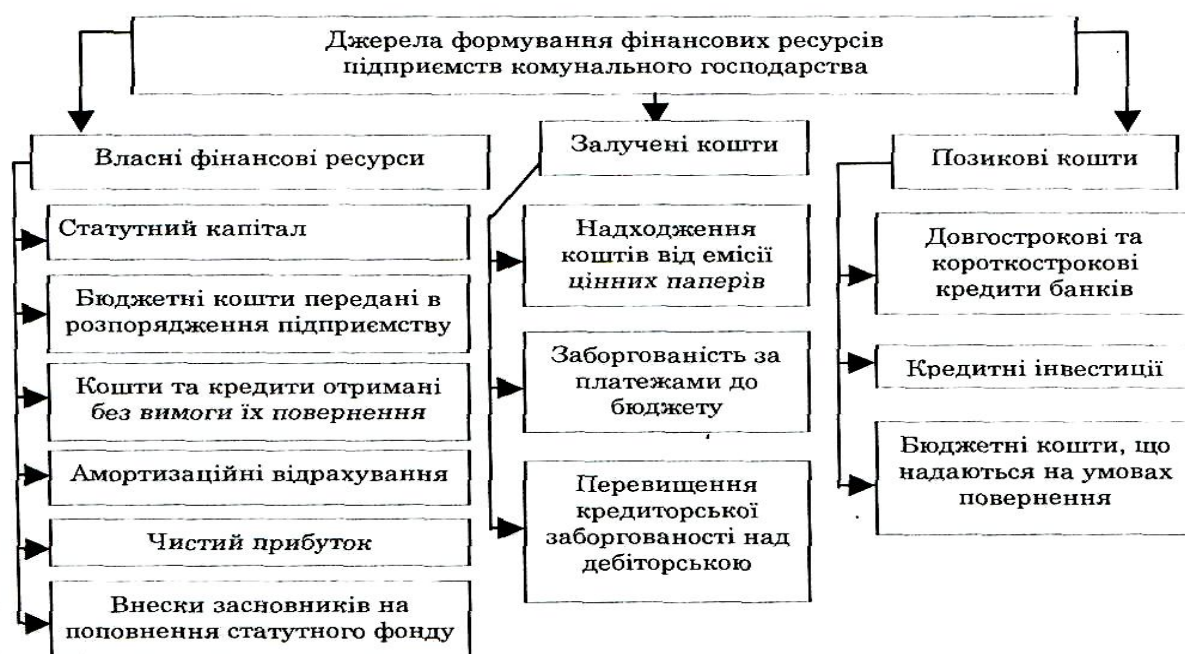 Джерела формування фінансових ресурсів
підприємств комунального господарства
Власні фінансові ресурси
Статутний капітал
Бюджетні кошти передані в
розпорядження підприємству
Кошти та кредити отримані
без вимоги їх повернення
Амортизаційні відрахування
Чистий прибуток
Внески засновників на
поповнення статутного фонду
Залучені кошти
Надходження
коштів від емісії
цінних паперів
Заборгованість за
платежами до
бюджету
Перевищення
кредиторської
заборгованості над
дебіторською
Позикові кошти
Довгострокові та
короткострокові
кредити банків
Кредитні інвестиції
Бюджетні кошти, що
надаються на умовах
повернення